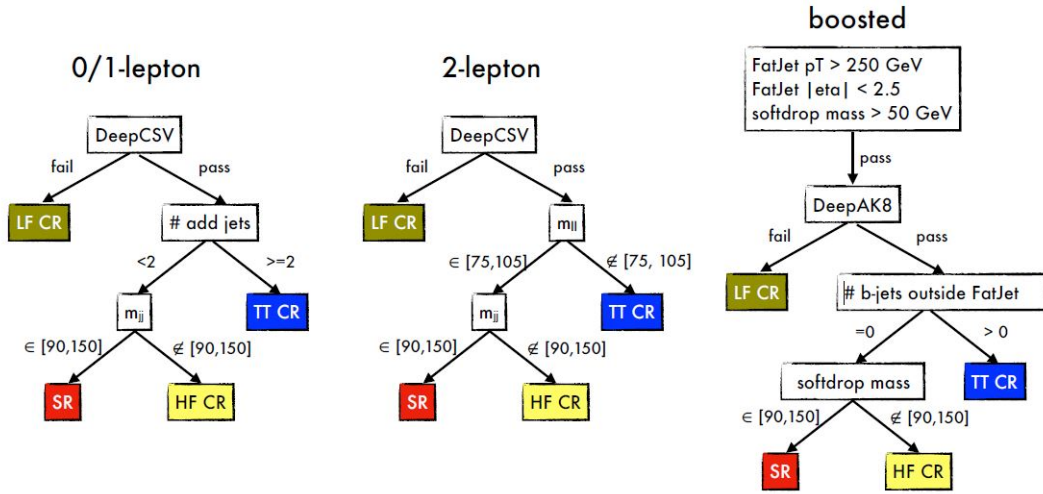 0/1-lepton
DeepCSV
fail
pass
LF CR
# add jets
<2
>=2
mjj
TT CR
∈ [90,150]
∉ [90,150]
SR
HF CR
2-lepton
DeepCSV
fail
pass
LF CR
mll
∈ [75,105]
∉ [75, 105]
mjj
TT CR
∈ [90,150]
∉ [90,150]
SR
HF CR
boosted
FatJet pT > 250 GeV
FatJet |eta| < 2.5
softdrop mass > 50 GeV
pass
DeepAK8
fail
pass
LF CR
# b-jets outside FatJet
=0
> 0
softdrop mass
TT CR
∈ [90,150]
∉ [90,150]
SR
HF CR